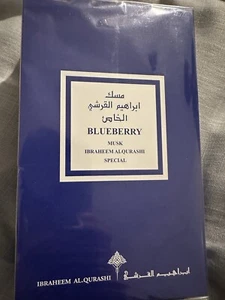 مسك
ابراهيم القرشي
الخاص
BLUEBERRY
MUSK
IBRAHEEM ALQURASHI
SPECIAL
IBRAHEEM AL.QURASHI
ابراهيم القرشي